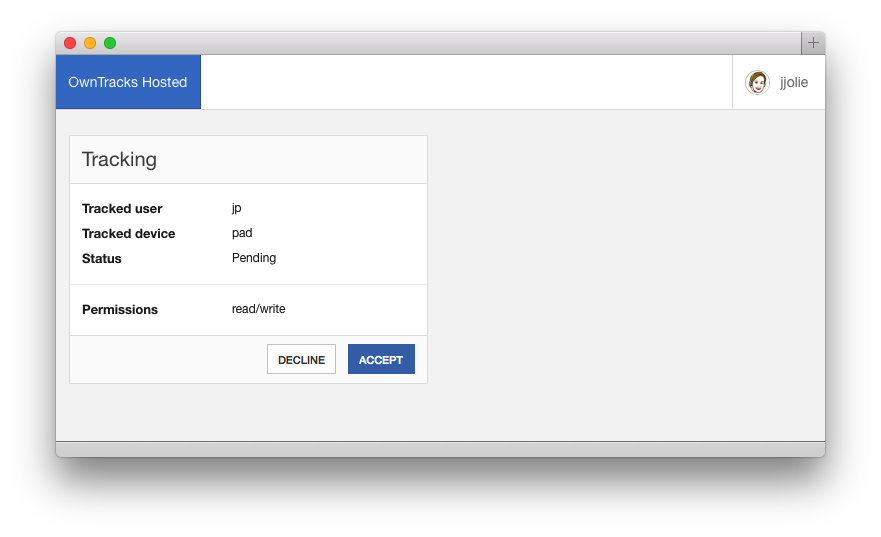 OwnTracks Hosted
jjolie
Tracking
Tracked user jp
Tracked device pad
Status Pending
Permissions read/write
DECLINE ACCEPT